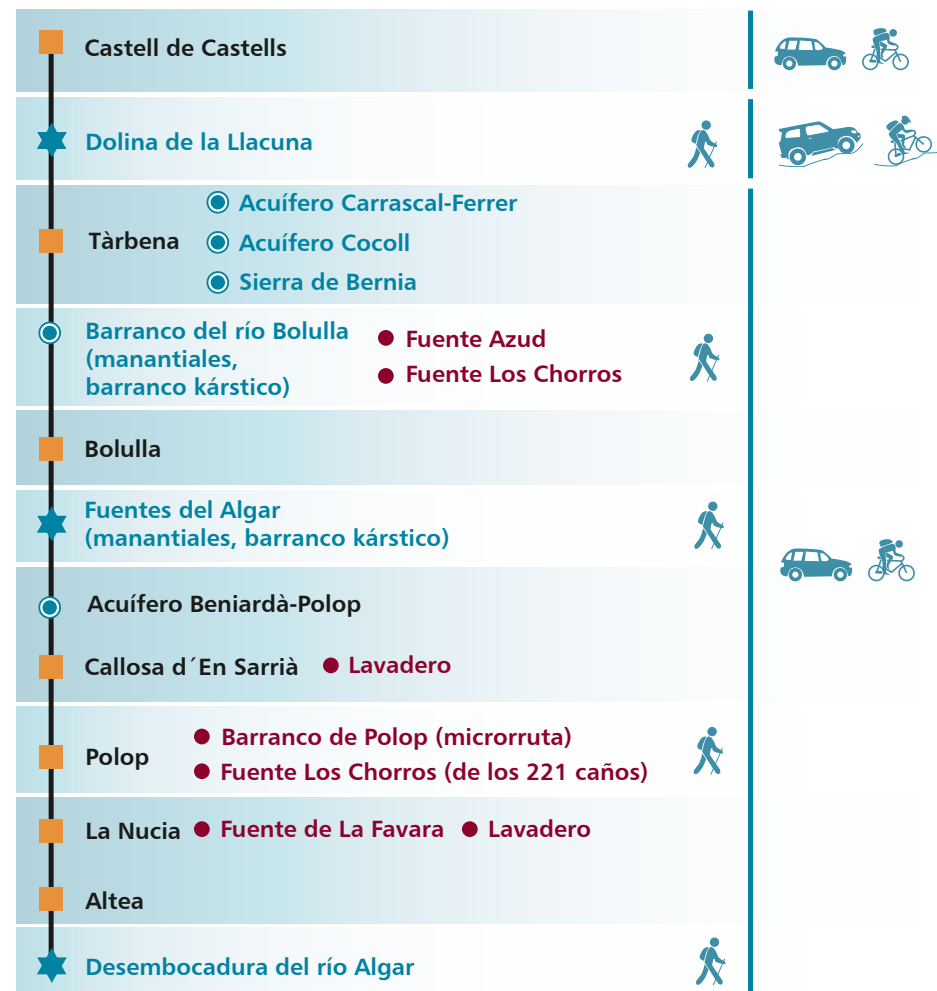 Castell de Castells
Dolina de la Llacuna
Tàrbena
Acuífero Carrascal-Ferrer
Acuífero Cocoll
Sierra de Bernia
Barranco del río Bolulla
(manantiales,
barranco kárstico)
Fuente Azud
Fuente Los Chorros
Bolulla
Fuentes del Algar
(manantiales, barranco kárstico)
Acuífero Beniardà-Polop
Callosa d´En Sarrià
Lavadero
Polop
Barranco de Polop (microrruta)
Fuente Los Chorros (de los 221 caños)
La Nucia
Fuente de La Favara
Lavadero
Altea
Desembocadura del río Algar